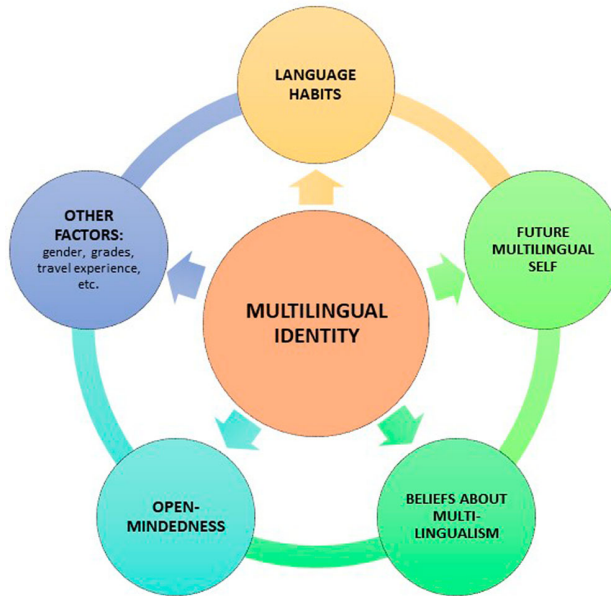 LANGUAGE
HABITS
FUTURE
MULTILINGUAL
SELF
BELIEFS ABOUT
MULTI-
LINGUALISM
OPEN-
MINDEDNESS
OTHER
FACTORS:
gender, grades,
travel experience,
etc.
MULTILINGUAL
IDENTITY